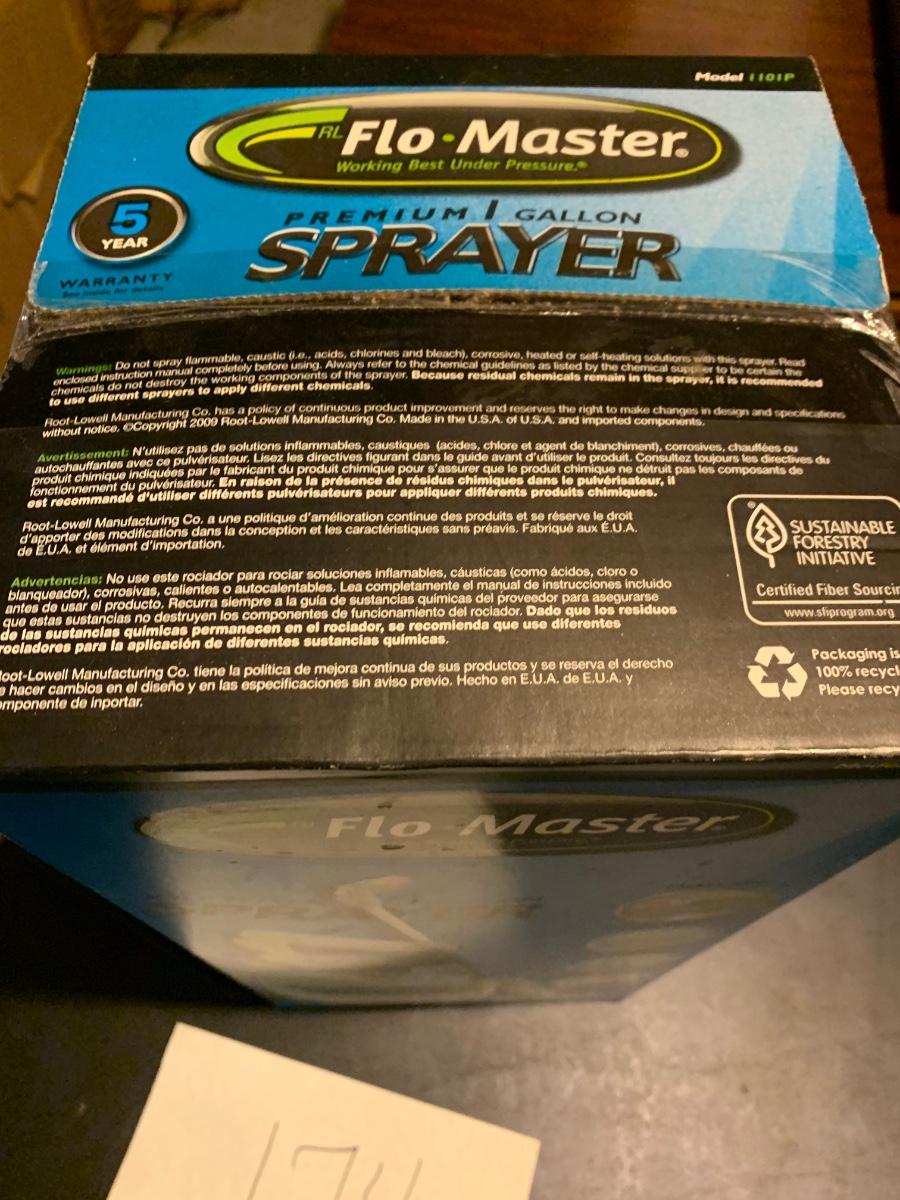 Model 1101P
RL Flo·Master®
Working Best Under Pressure.®
5
YEAR
WARRANTY
See inside for details
PREMIUM 1 GALLON
SPRAYER
Warnings: Do not spray flammable, caustic (i.e., acids, chlorines and bleach), corrosive, heated or self-heating solutions with this sprayer. Read
enclosed instruction manual completely before using. Always refer to the chemical guidelines as listed by the chemical supplier to be certain the
chemicals do not destroy the working components of the sprayer. Because residual chemicals remain in the sprayer, it is recommended
to use different sprayers to apply different chemicals.
Root-Lowell Manufacturing Co. has a policy of continuous product improvement and reserves the right to make changes in design and specifications
without notice. ©Copyright 2009 Root-Lowell Manufacturing Co. Made in the U.S.A. of U.S.A. and imported components.
Avertissement: N'utilisez pas de solutions inflammables, caustiques (acides, chlore et agent de blanchiment), corrosives, chauffées ou
autochauffantes avec ce pulvérisateur. Lisez les directives figurant dans le guide avant d'utiliser le produit. Consultez toujours les directives du
produit chimique indiquées par le fabricant du produit chimique pour s'assurer que le produit chimique ne détruit pas les composants de
fonctionnement du pulvérisateur. En raison de la présence de résidus chimiques dans le pulvérisateur, il
est recommandé d'utiliser différents pulvérisateurs pour appliquer différents produits chimiques.
Root-Lowell Manufacturing Co. a une politique d'amélioration continue des produits et se réserve le droit
d'apporter des modifications dans la conception et les caractéristiques sans préavis. Fabriqué aux É.U.A.
de É.U.A. et élément d'importation.
Advertencias: No use este rociador para rociar soluciones inflamables, cáusticas (como ácidos, cloro o
blanqueador), corrosivas, calientes o autocalentables. Lea completamente el manual de instrucciones incluido
antes de usar el producto. Recurra siempre a la guía de sustancias químicas del proveedor para asegurarse
que estas sustancias no destruyen los componentes de funcionamiento del rociador. Dado que los residuos
de las sustancias químicas permanecen en el rociador, se recomienda que use diferentes
rociadores para la aplicación de diferentes sustancias químicas.
Root-Lowell Manufacturing Co. tiene la política de mejora continua de sus productos y se reserva el derecho
e hacer cambios en el diseño y en las especificaciones sin aviso previo. Hecho en E.U.A. de E.U.A. y
omponente de inportar.
SUSTAINABLE
FORESTRY
INITIATIVE
Certified Fiber Sourcin
www.sfiprogram.org
Packaging is
100% recycl
Please recy
Flo·Master®
174